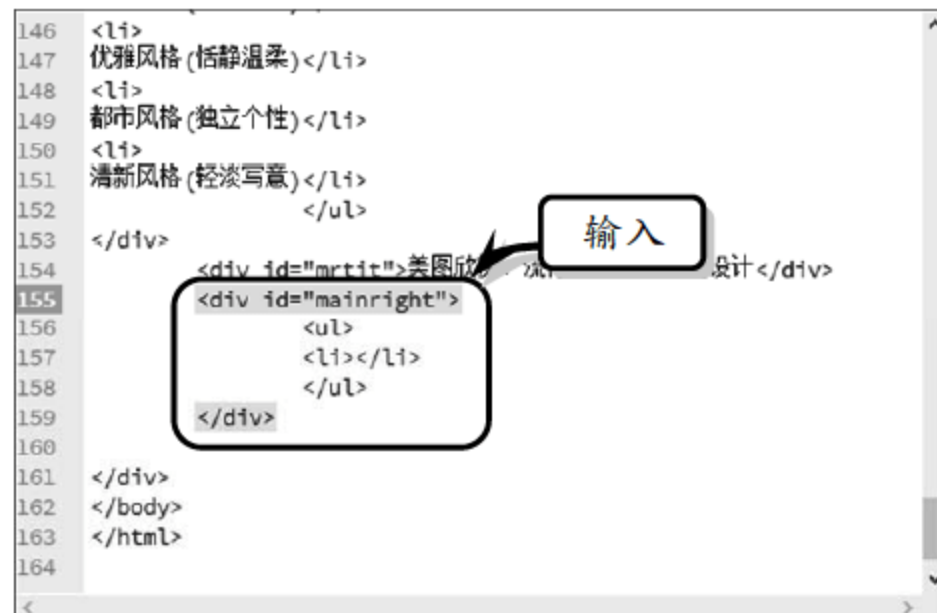 146 <li>
147 优雅风格(恬静温柔)</li>
148 <li>
149 都市风格(独立个性)</li>
150 <li>
151 清新风格(轻淡写意)</li>
152 </ul>
153 </div>
输入
154 <div id="mrtit">美图欣 设计</div>
155 <div id="mainright">
156 <ul>
157 <li></li>
158 </ul>
159 </div>
160
161 </div>
162 </body>
163 </html>
164